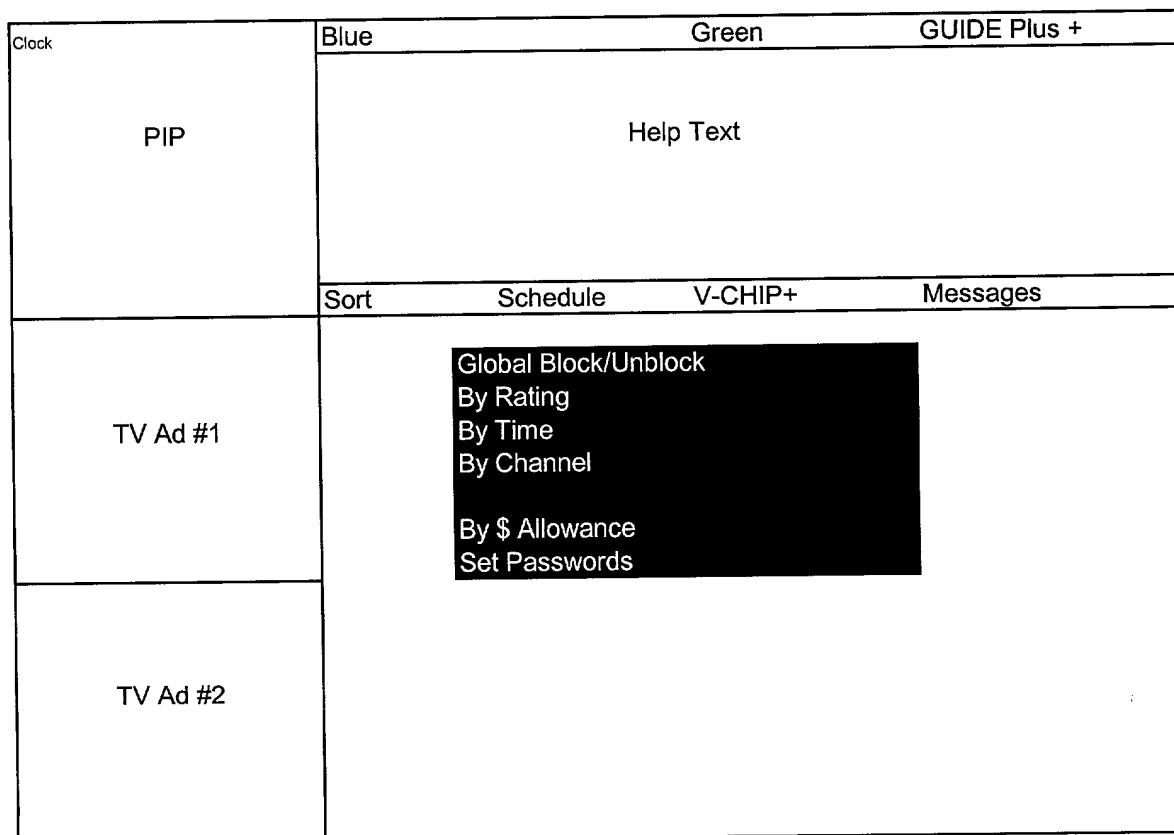 Clock
Blue Green GUIDE Plus +
PIP
Help Text
Sort Schedule V-CHIP+ Messages
Global Block/Unblock
By Rating
By Time
By Channel
By $ Allowance
Set Passwords
TV Ad #1
TV Ad #2